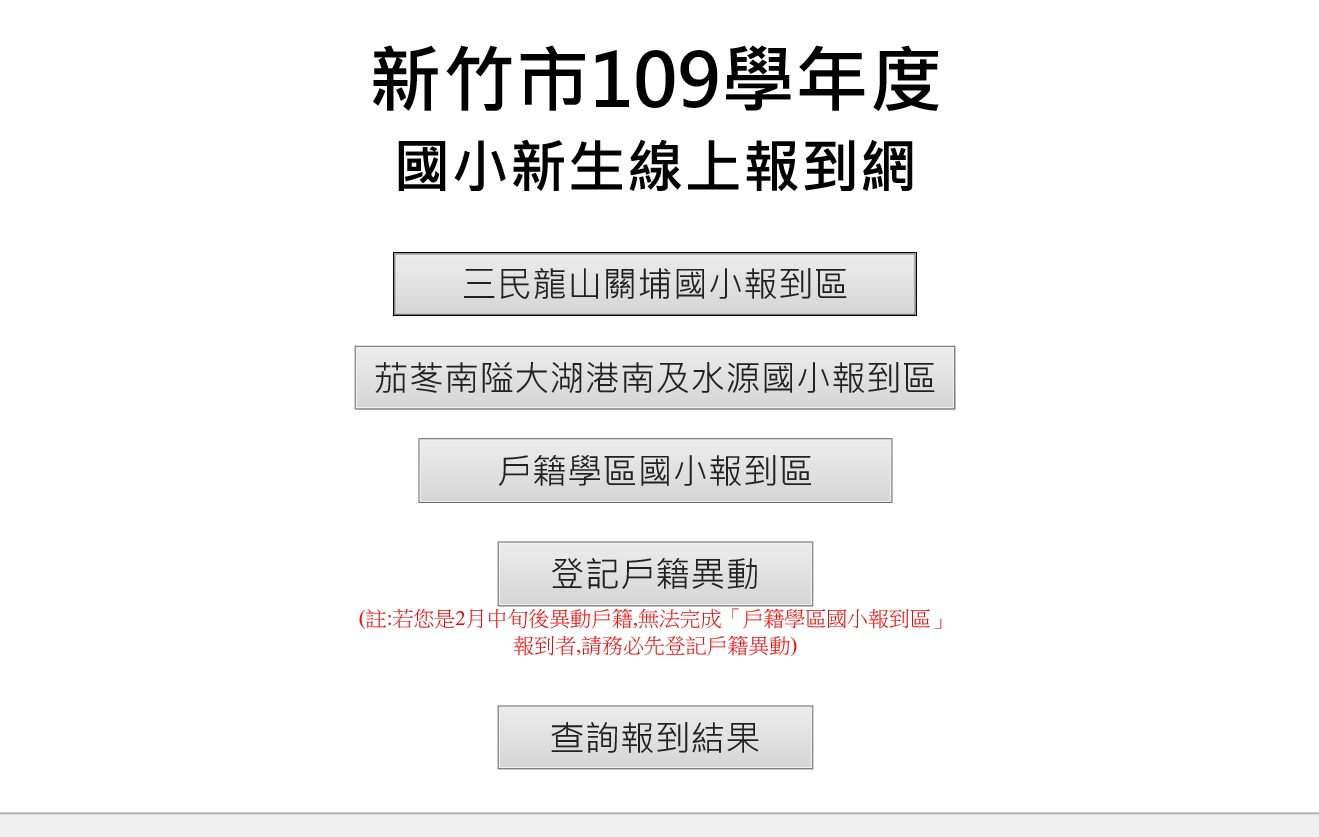 新竹市109學年度
國小新生線上報到網
三民龍山關埔國小報到區
茄苳南隘大湖港南及水源國小報到區
戶籍學區國小報到區
登記戶籍異動
(註:若您是2月中旬後異動戶籍,無法完成「戶籍學區國小報到區」
報到者,請務必先登記戶籍異動)
查詢報到結果